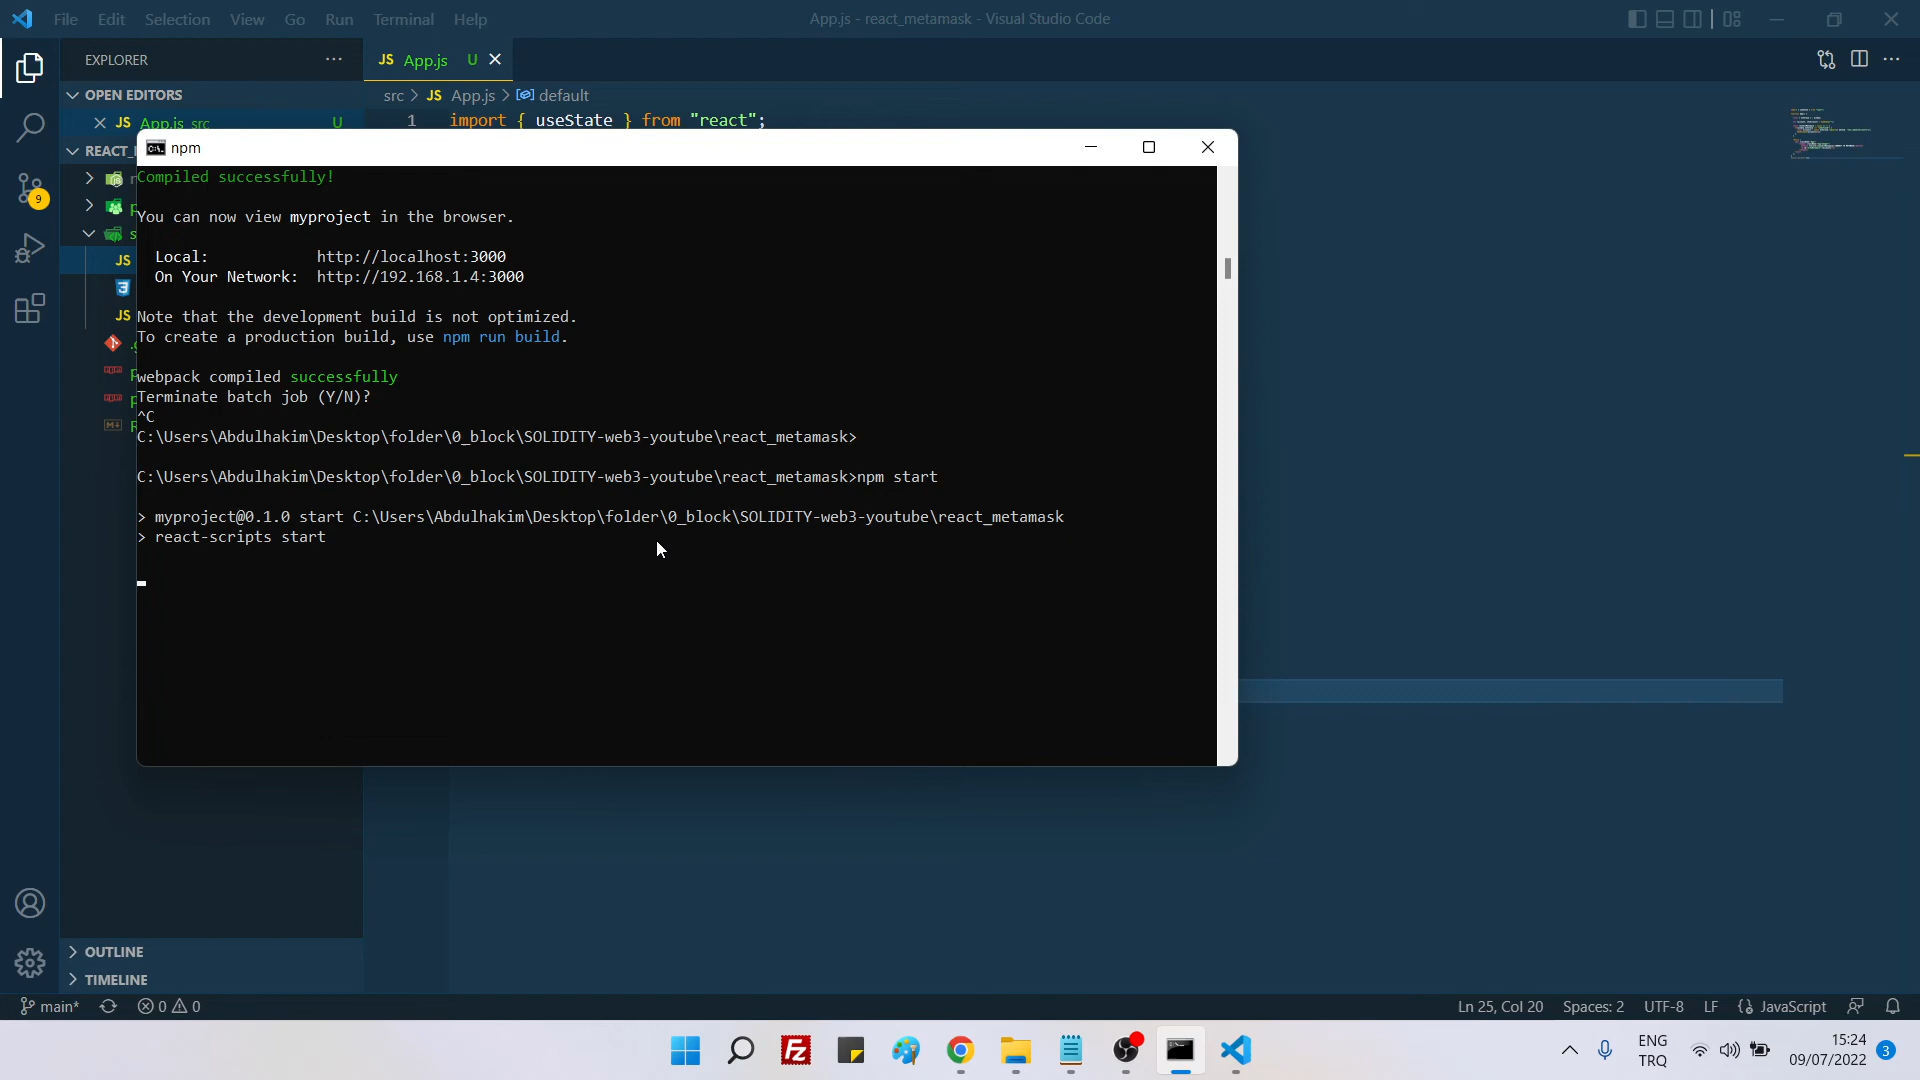 File Edit Selection View Go Run Terminal Help
App.js - react_metamask - Visual Studio Code
EXPLORER
JS App.js U
OPEN EDITORS
src > JS App.js > default
JS App.js src U
1 import { useState } from "react";
REACT_
npm
Compiled successfully!
You can now view myproject in the browser.
Local: http://localhost:3000
On Your Network: http://192.168.1.4:3000
Note that the development build is not optimized.
To create a production build, use npm run build.
webpack compiled successfully
Terminate batch job (Y/N)?
^C
C:\Users\Abdulhakim\Desktop\folder\0_block\SOLIDITY-web3-youtube\react_metamask>
C:\Users\Abdulhakim\Desktop\folder\0_block\SOLIDITY-web3-youtube\react_metamask>npm start
> myproject@0.1.0 start C:\Users\Abdulhakim\Desktop\folder\0_block\SOLIDITY-web3-youtube\react_metamask
> react-scripts start
JS
JS
9
OUTLINE
TIMELINE
main* 0 0
Ln 25, Col 20 Spaces: 2 UTF-8 LF JavaScript
ENG
TRQ
15:24
09/07/2022
3